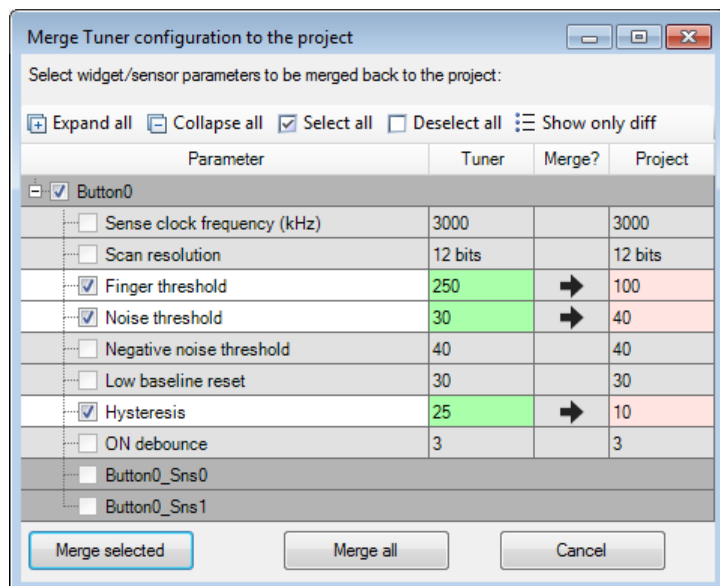 Merge Tuner configuration to the project
Select widget/sensor parameters to be merged back to the project:
Expand all Collapse all Select all Deselect all Show only diff
Parameter Tuner Merge? Project
Button0
Sense clock frequency (kHz) 3000 3000
Scan resolution 12 bits 12 bits
Finger threshold 250 100
Noise threshold 30 40
Negative noise threshold 40 40
Low baseline reset 30 30
Hysteresis 25 10
ON debounce 3 3
Button0_Sns0
Button0_Sns1
Merge selected Merge all Cancel